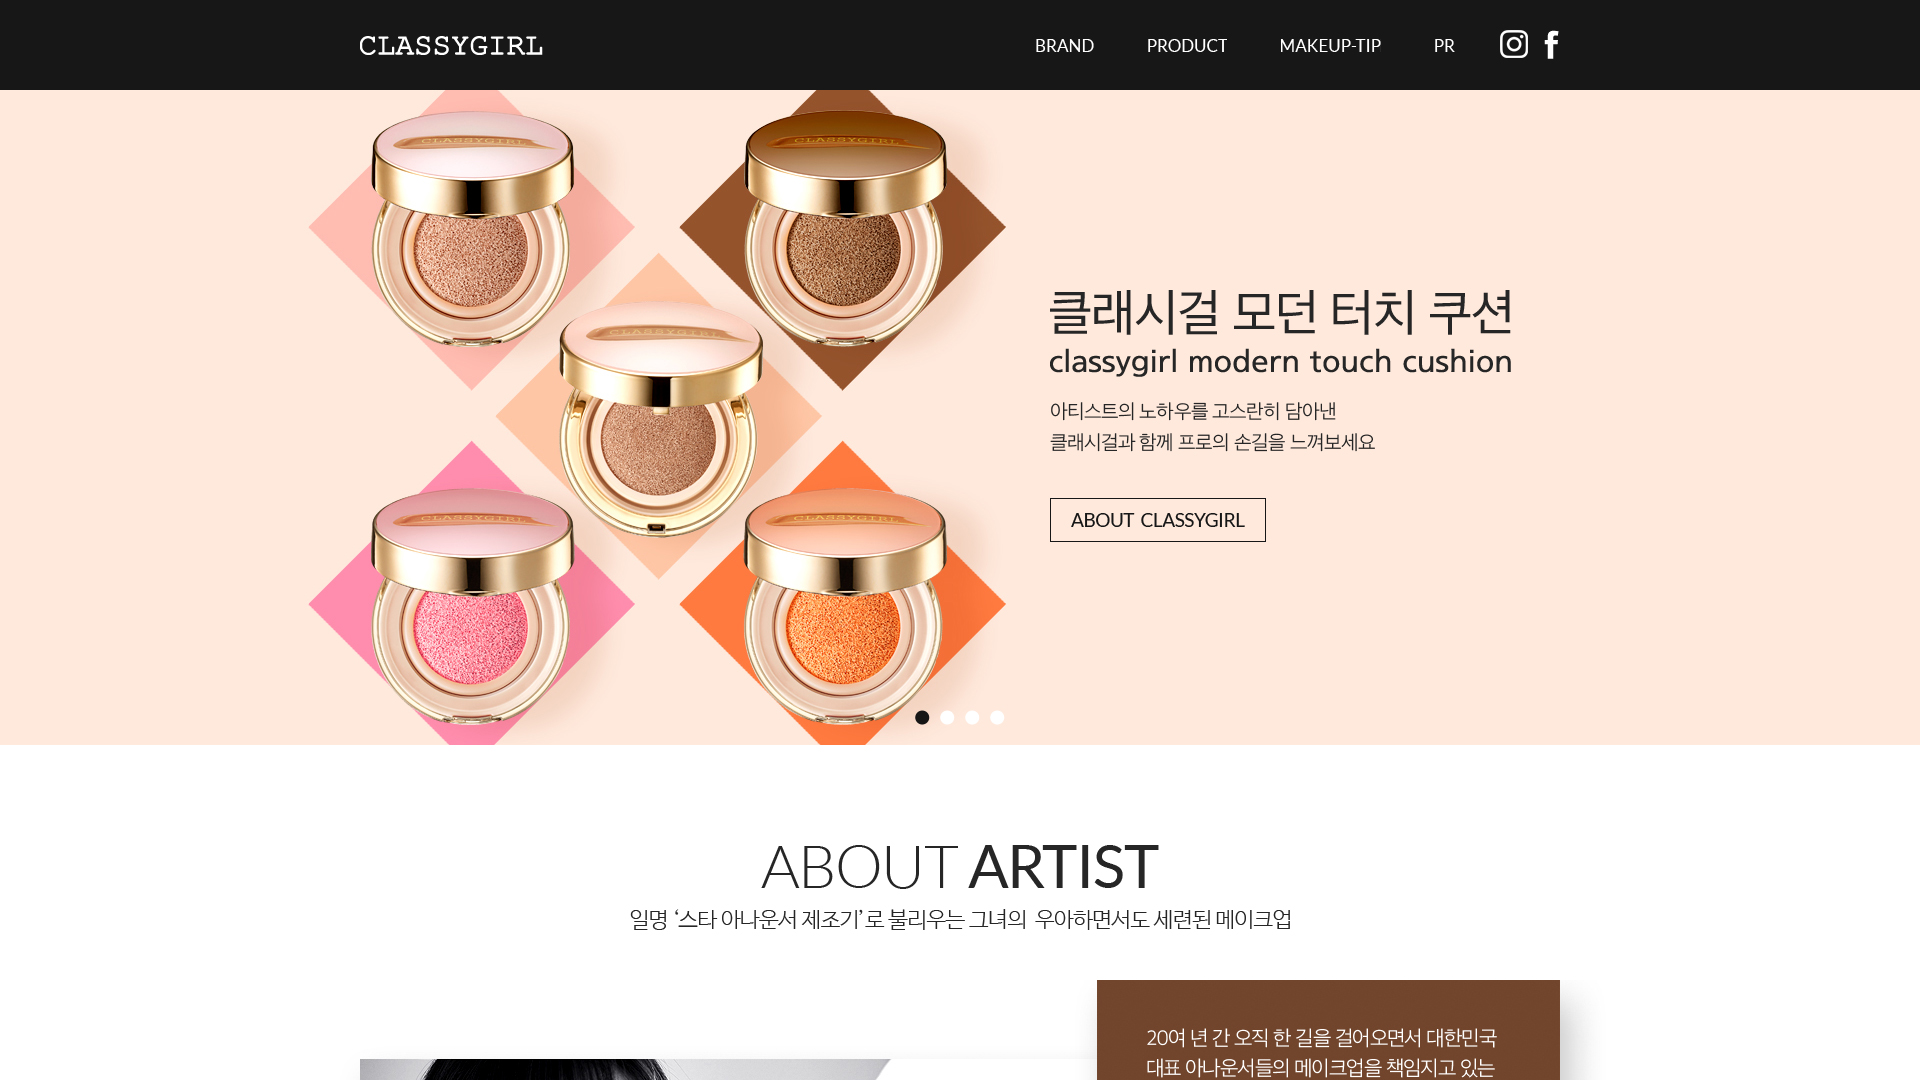 CLASSYGIRL
BRAND PRODUCT MAKEUP-TIP PR
CLASSYGIRL
CLASSYGIRL
CLASSYGIRL
CLASSYGIRL
CLASSYGIRL
클래시걸 모던 터치 쿠션
classygirl modern touch cushion
아티스트의 노하우를 고스란히 담아낸
클래시걸과 함께 프로의 손길을 느껴보세요
ABOUT CLASSYGIRL
ABOUT ARTIST
일명 ‘스타 아나운서 제조기’로 불리우는 그녀의 우아하면서도 세련된 메이크업
20여 년 간 오직 한 길을 걸어오면서 대한민국
대표 아나운서들의 메이크업을 책임지고 있는